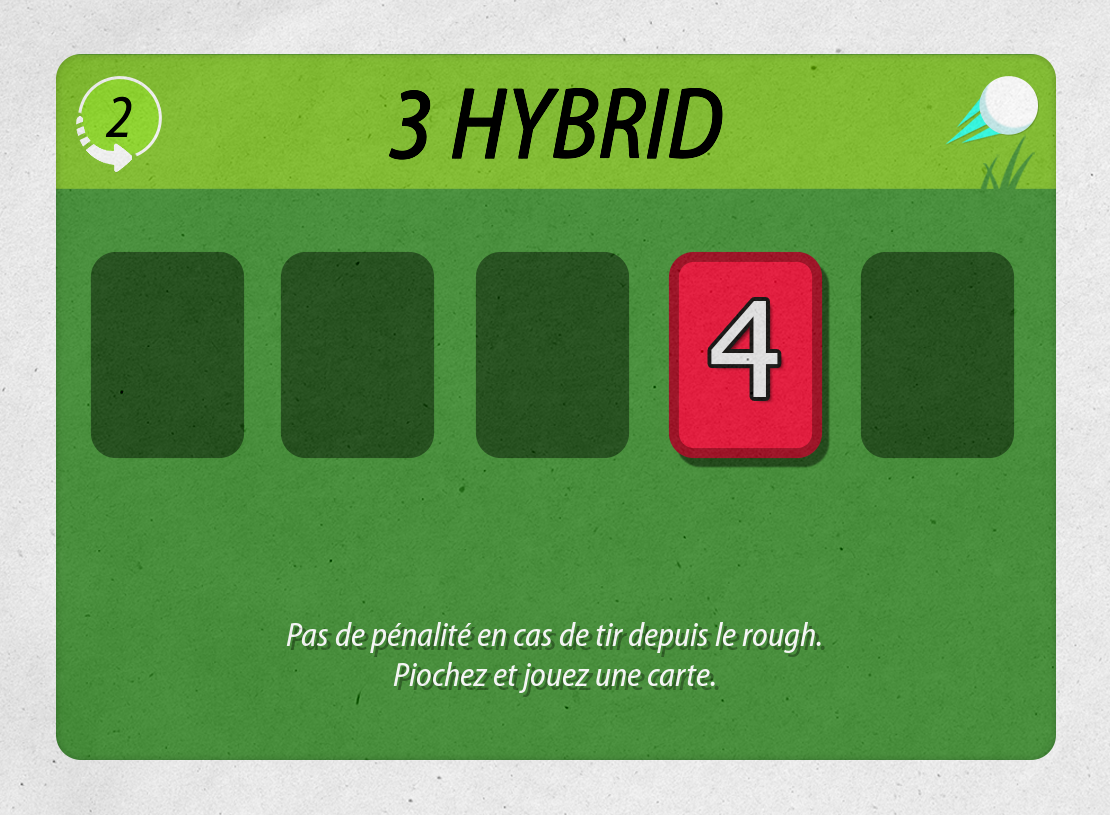 2
3 HYBRID
4
Pas de pénalité en cas de tir depuis le rough.
Piochez et jouez une carte.